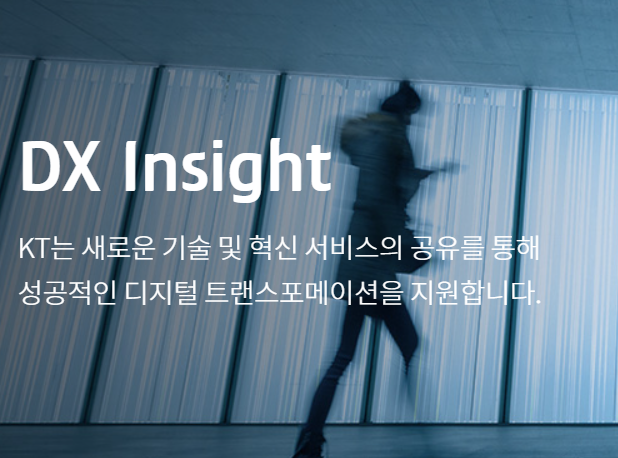 DX Insight
KT는 새로운 기술 및 혁신 서비스의 공유를 통해
성공적인 디지털 트랜스포메이션을 지원합니다.